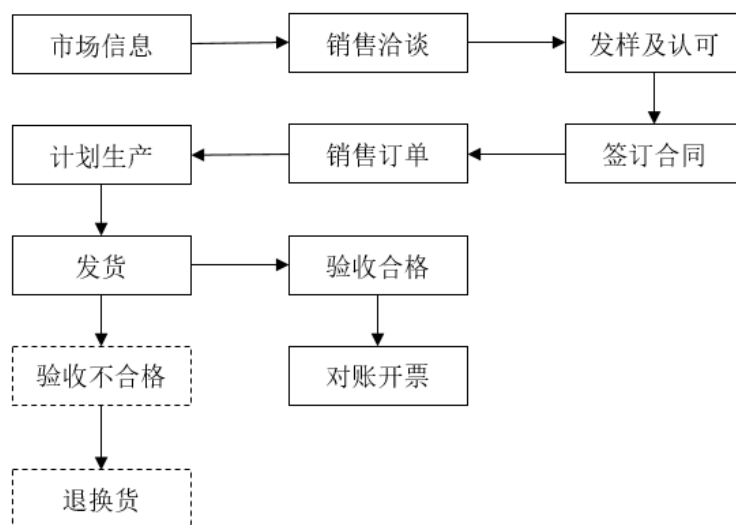 市场信息
销售洽谈
发样及认可
签订合同
销售订单
计划生产
发货
验收合格
验收不合格
对账开票
退换货